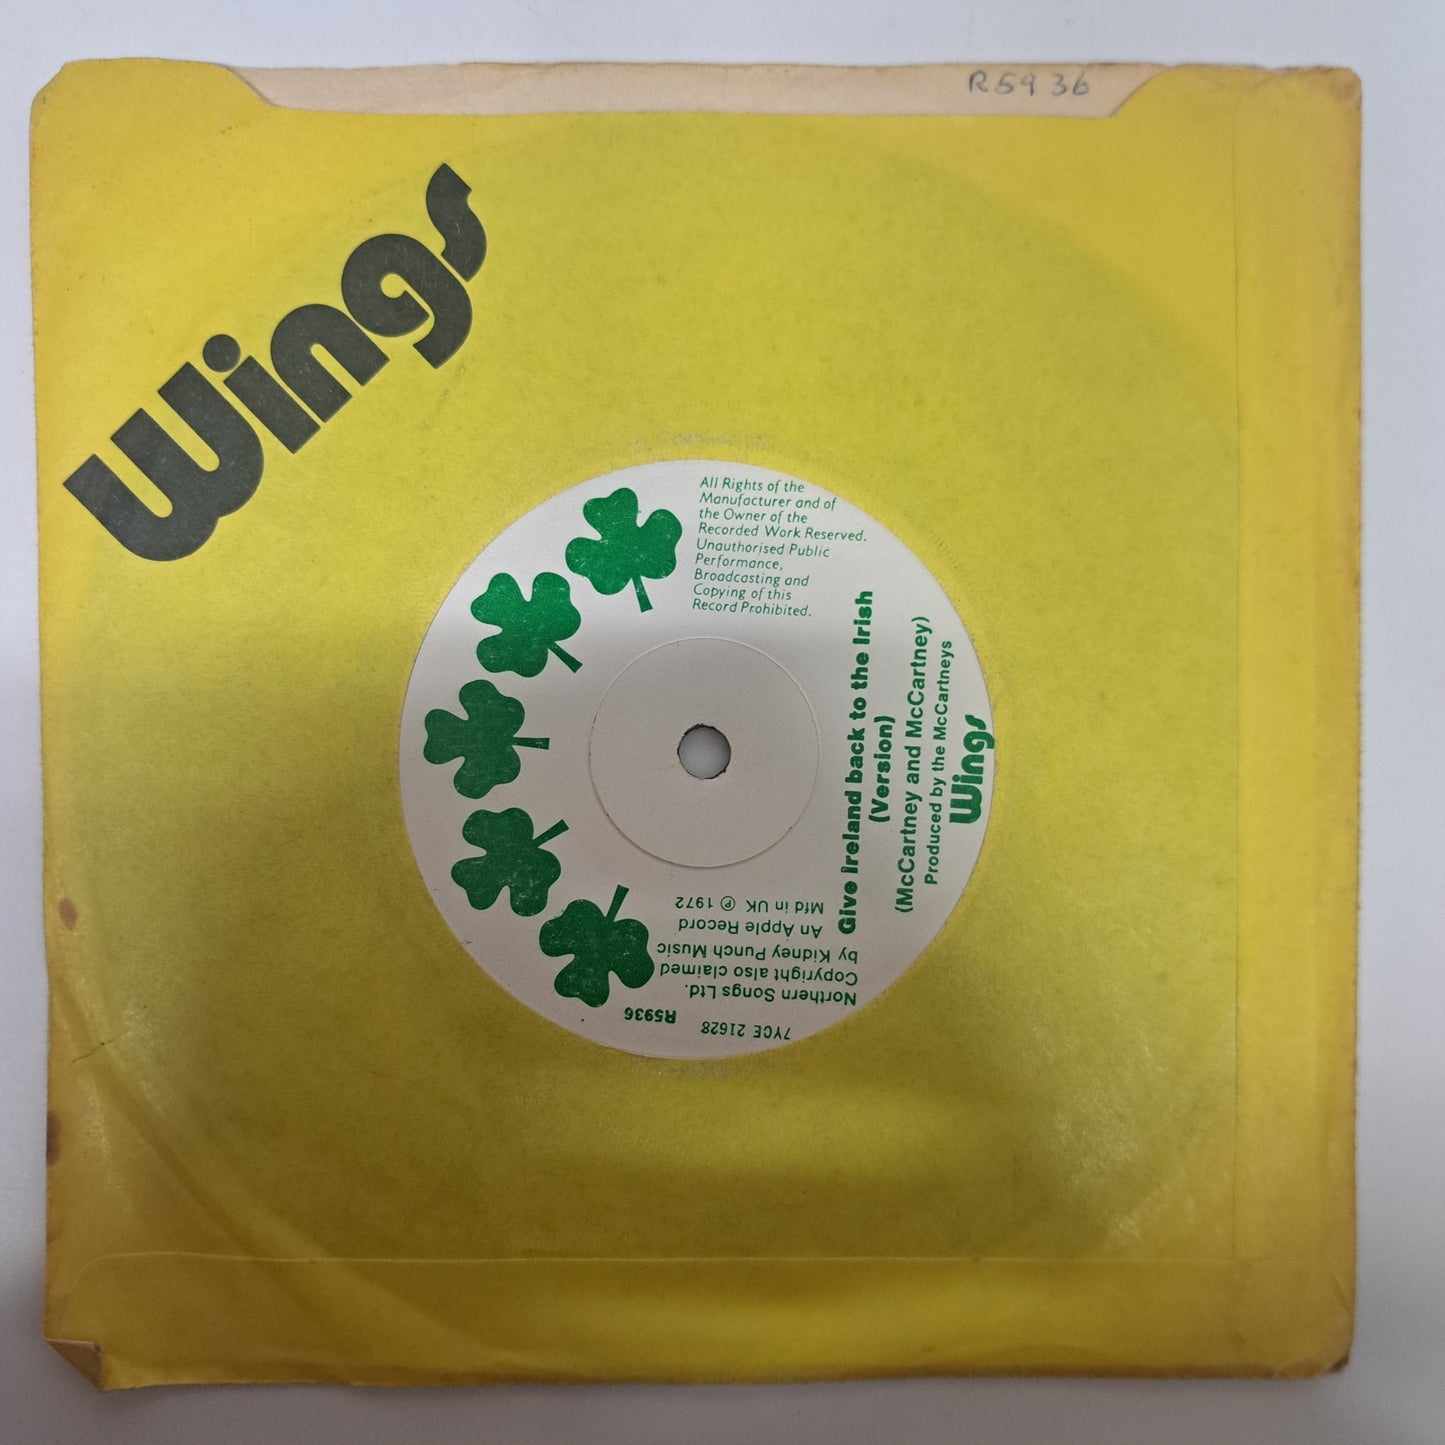 R5936
Wings
All Rights of the
Manufacturer and of
the Owner of the
Recorded Work Reserved.
Unauthorised Public
Performance,
Broadcasting and
Copying of this
Record Prohibited.
Give Ireland back to the Irish
(Version)
(McCartney and McCartney)
Produced by the McCartneys
Wings
7YCE 21628
R5936
Northern Songs Ltd.
Copyright also claimed
by Kidney Punch Music
An Apple Record
Mfd in UK ℗ 1972